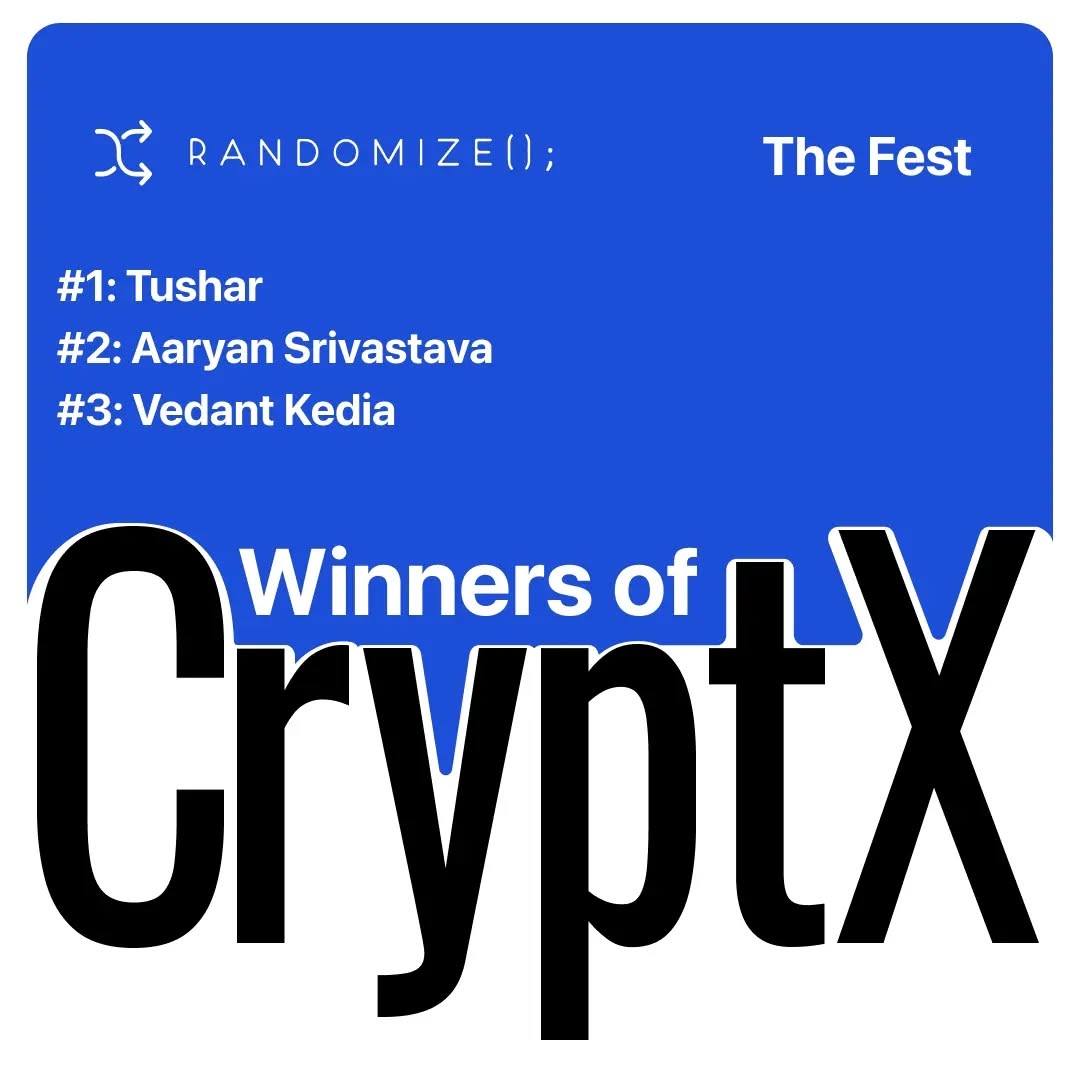 RANDOMIZE();
The Fest
#1: Tushar
#2: Aaryan Srivastava
#3: Vedant Kedia
Winners of
CryptX